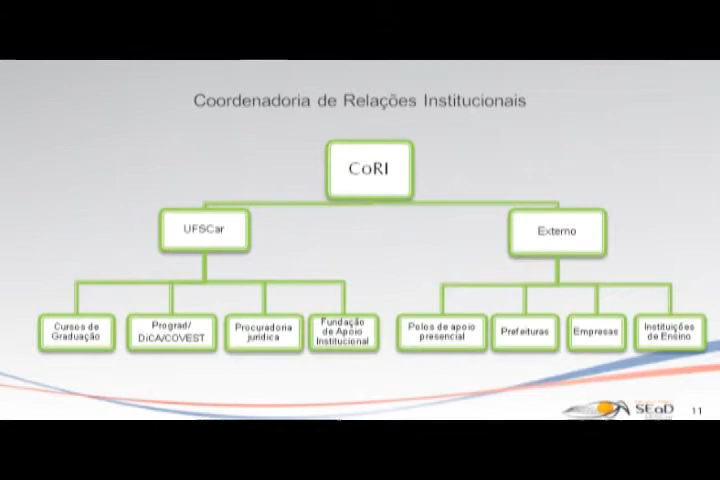 Coordenadoria de Relações Institucionais
CoRI
UFSCar
Externo
Cursos de
Graduação
Prograd/
DiCA/COVEST
Procuradoria
jurídica
Fundação
de Apoio
Institucional
Polos de apoio
presencial
Prefeituras
Empresas
Instituições
de Ensino
SEaD
11